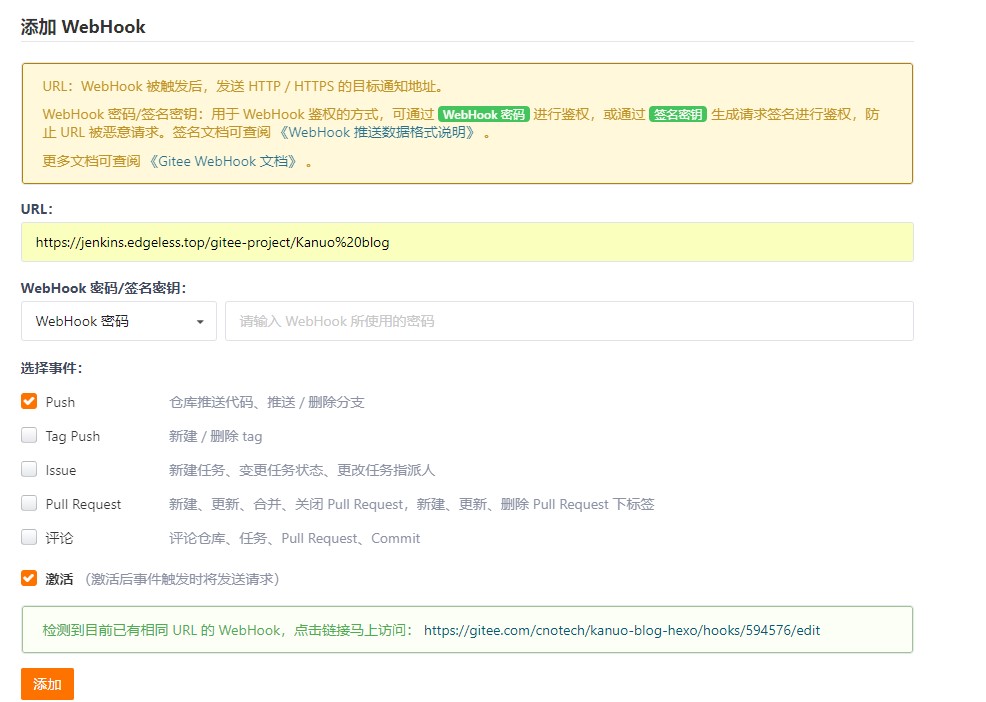 添加 WebHook
URL：WebHook 被触发后，发送 HTTP / HTTPS 的目标通知地址。
WebHook 密码/签名密钥：用于 WebHook 鉴权的方式，可通过 WebHook 密码 进行鉴权，或通过 签名密钥 生成请求签名进行鉴权，防
止 URL 被恶意请求。签名文档可查阅 《WebHook 推送数据格式说明》 。
更多文档可查阅 《Gitee WebHook 文档》 。
URL：
https://jenkins.edgeless.top/gitee-project/Kanuo%20blog
WebHook 密码/签名密钥：
WebHook 密码 请输入 WebHook 所使用的密码
选择事件：
Push 仓库推送代码、推送 / 删除分支
Tag Push 新建 / 删除 tag
Issue 新建任务、变更任务状态、更改任务指派人
Pull Request 新建、更新、合并、关闭 Pull Request，新建、更新、删除 Pull Request 下标签
评论 评论仓库、任务、Pull Request、Commit
激活 （激活后事件触发时将发送请求）
检测到目前已有相同 URL 的 WebHook，点击链接马上访问： https://gitee.com/cnotech/kanuo-blog-hexo/hooks/594576/edit
添加